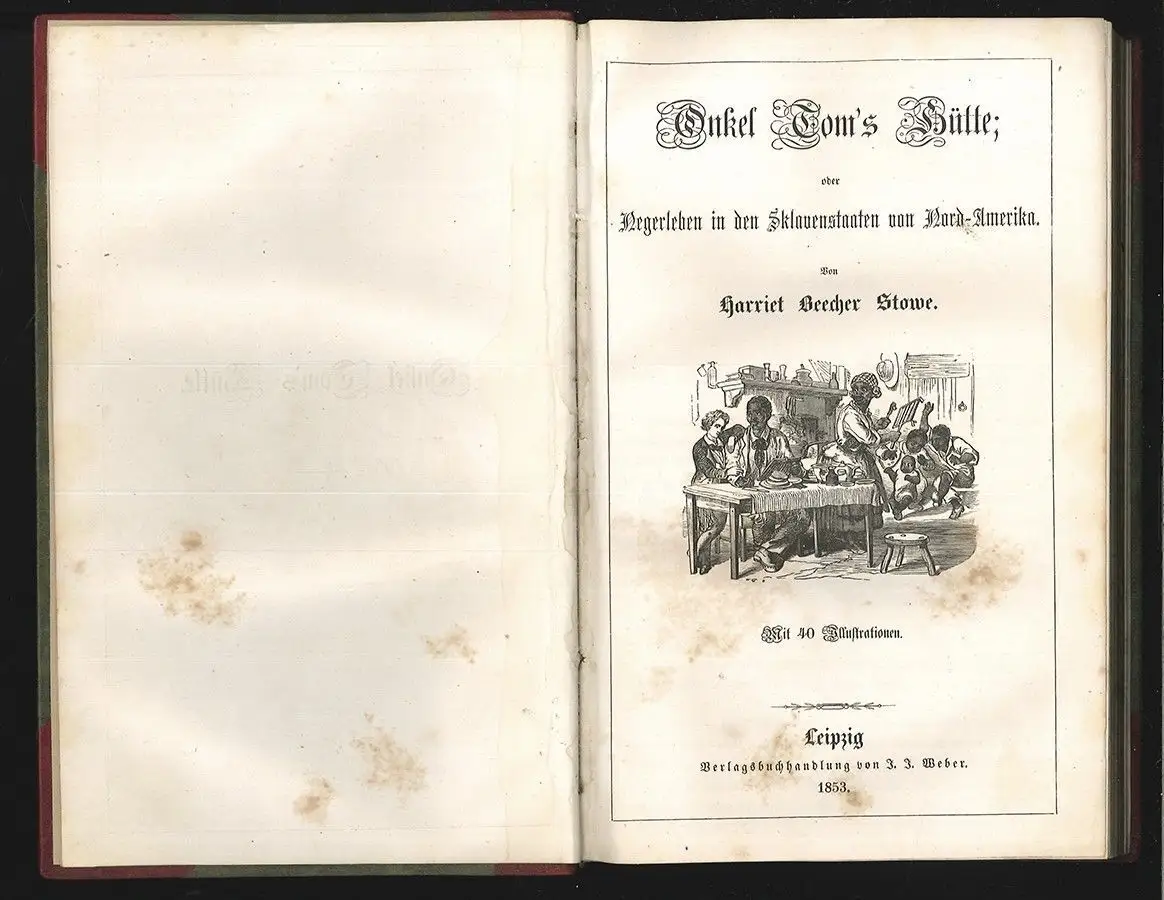 Onkel Tom's Hütte;
oder
Negerleben in den Sklavenstaaten von Nord-Amerika.
Von
Harriet Beecher Stowe.
Mit 40 Illustrationen.
Leipzig
Verlagsbuchhandlung von J. J. Weber.
1853.